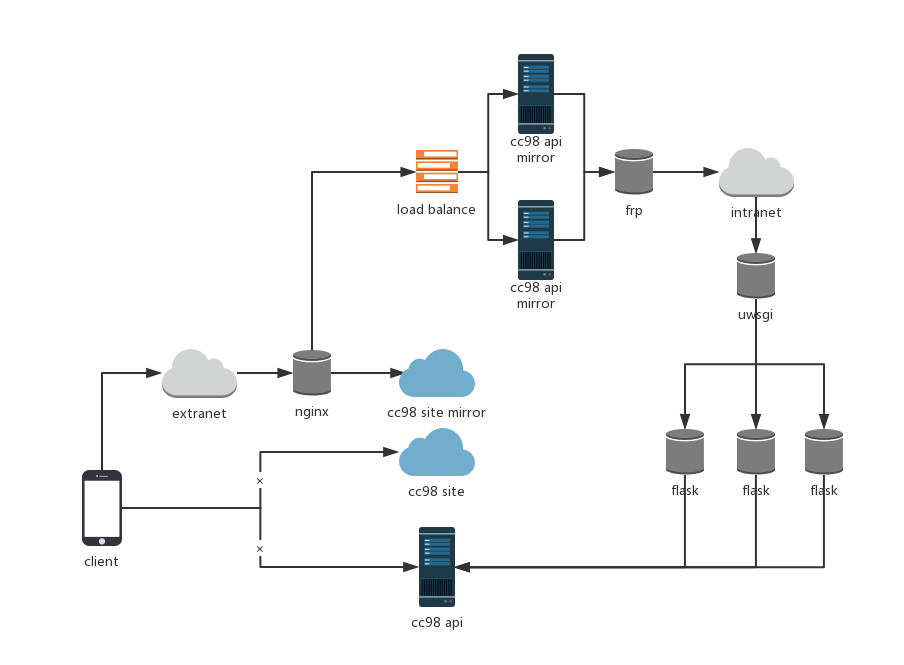 cc98 api
mirror
load balance
frp
intranet
cc98 api
mirror
uwsgi
extranet
nginx
cc98 site mirror
×
cc98 site
flask
flask
flask
×
client
cc98 api